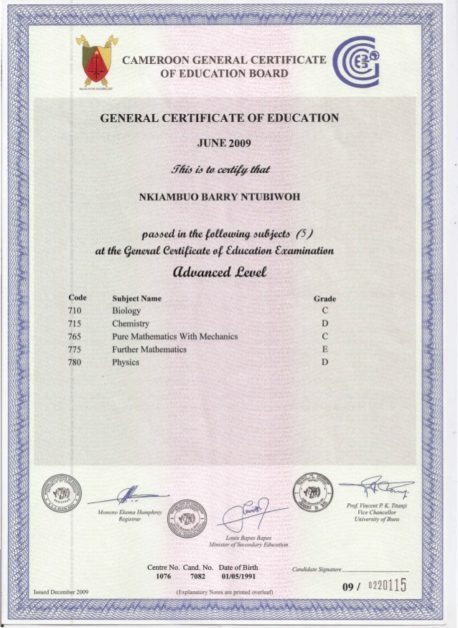 CAMEROON GENERAL CERTIFICATE
OF EDUCATION BOARD
GENERAL CERTIFICATE OF EDUCATION
JUNE 2009
This is to certify that
NKIAMBUO BARRY NTUBIWOH
passed in the following subjects (5)
at the General Certificate of Education Examination
Advanced Level
Code Subject Name Grade
710 Biology C
715 Chemistry D
765 Pure Mathematics With Mechanics C
775 Further Mathematics E
780 Physics D
Monono Ekema Humphrey
Registrar
Louis Bapes Bapes
Minister of Secondary Education
Prof. Vincent P. K. Titanji
Vice Chancellor
University of Buea
Centre No. Cand. No. Date of Birth
1076 7082 01/05/1991
Candidate Signature
09 / 0220115
Issued December 2009
(Explanatory Notes are printed overleaf)